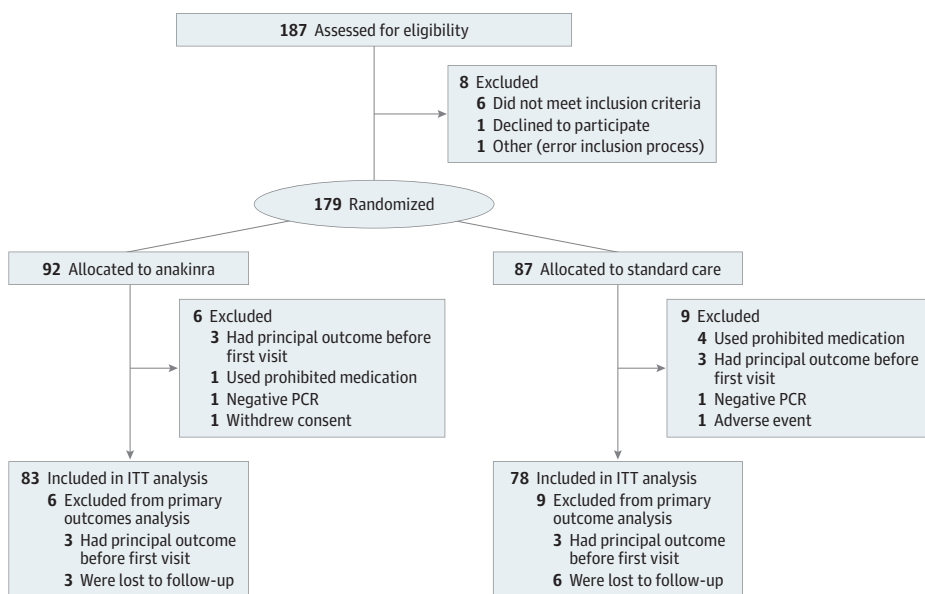 187 Assessed for eligibility
8 Excluded
6 Did not meet inclusion criteria
1 Declined to participate
1 Other (error inclusion process)
179 Randomized
92 Allocated to anakinra
87 Allocated to standard care
6 Excluded
3 Had principal outcome before
first visit
1 Used prohibited medication
1 Negative PCR
1 Withdrew consent
9 Excluded
4 Used prohibited medication
3 Had principal outcome before
first visit
1 Negative PCR
1 Adverse event
83 Included in ITT analysis
6 Excluded from primary
outcomes analysis
3 Had principal outcome
before first visit
3 Were lost to follow-up
78 Included in ITT analysis
9 Excluded from primary
outcome analysis
3 Had principal outcome
before first visit
6 Were lost to follow-up